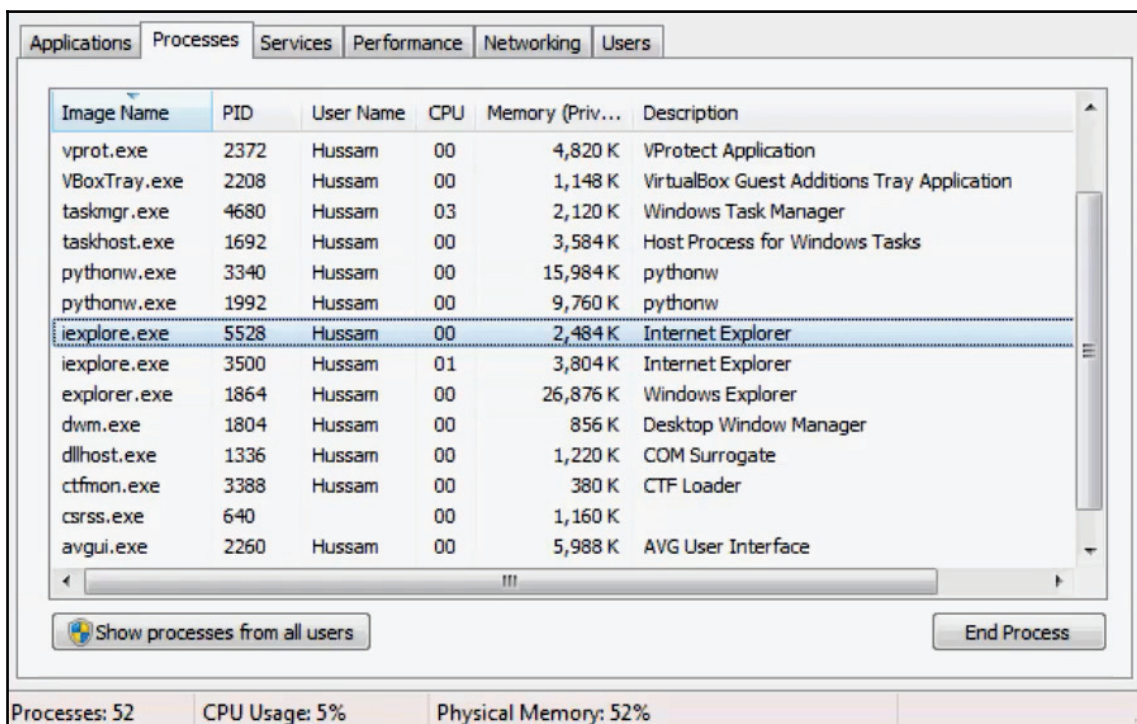 Applications Processes Services Performance Networking Users
Image Name PID User Name CPU Memory (Priv... Description
vprot.exe 2372 Hussam 00 4,820 K VProtect Application
VBoxTray.exe 2208 Hussam 00 1,148 K VirtualBox Guest Additions Tray Application
taskmgr.exe 4680 Hussam 03 2,120 K Windows Task Manager
taskhost.exe 1692 Hussam 00 3,584 K Host Process for Windows Tasks
pythonw.exe 3340 Hussam 00 15,984 K pythonw
pythonw.exe 1992 Hussam 00 9,760 K pythonw
iexplore.exe 5528 Hussam 00 2,484 K Internet Explorer
iexplore.exe 3500 Hussam 01 3,804 K Internet Explorer
explorer.exe 1864 Hussam 00 26,876 K Windows Explorer
dwm.exe 1804 Hussam 00 856 K Desktop Window Manager
dllhost.exe 1336 Hussam 00 1,220 K COM Surrogate
ctfmon.exe 3388 Hussam 00 380 K CTF Loader
csrss.exe 640 00 1,160 K
avgui.exe 2260 Hussam 00 5,988 K AVG User Interface
Show processes from all users End Process
Processes: 52 CPU Usage: 5% Physical Memory: 52%